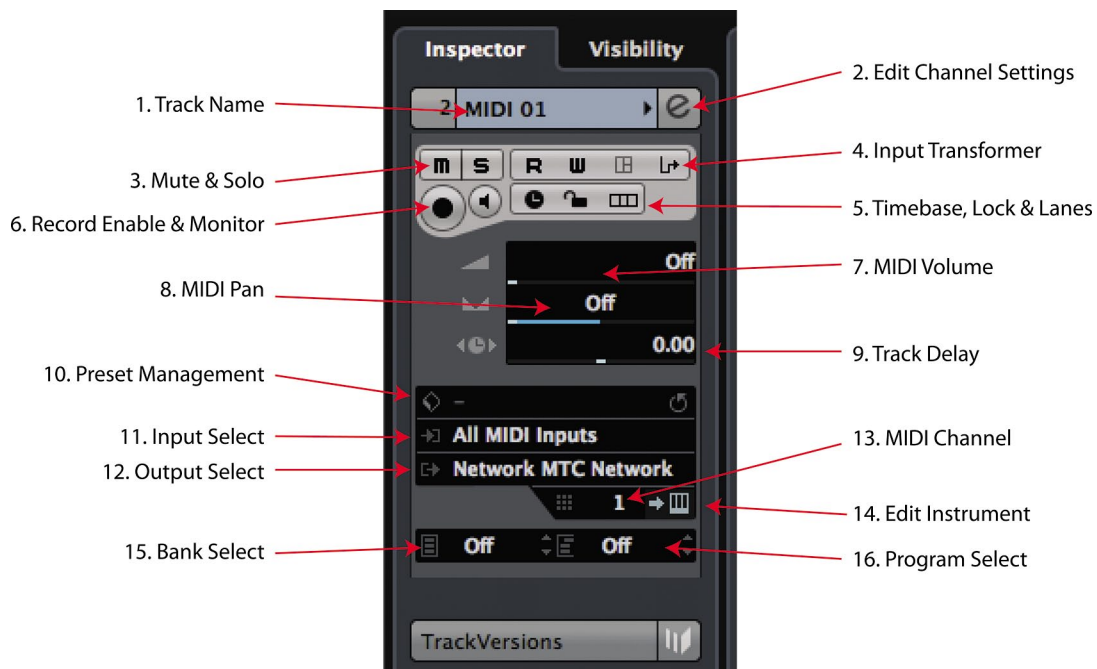 Inspector
Visibility
2. Edit Channel Settings
1. Track Name
2 MIDI 01 e
3. Mute & Solo
M S R W
4. Input Transformer
6. Record Enable & Monitor
5. Timebase, Lock & Lanes
Off
7. MIDI Volume
8. MIDI Pan
Off
0.00
9. Track Delay
10. Preset Management
–
11. Input Select
All MIDI Inputs
12. Output Select
Network MTC Network
13. MIDI Channel
1
14. Edit Instrument
15. Bank Select
Off Off
16. Program Select
TrackVersions